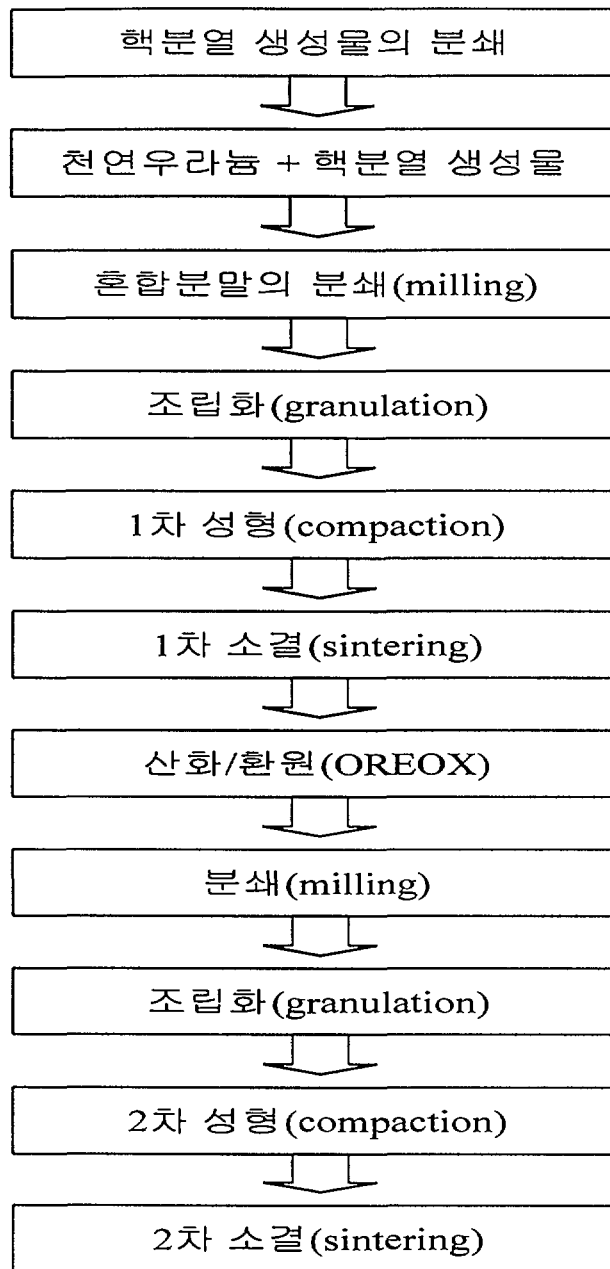 핵분열 생성물의 분쇄
천연우라늄 + 핵분열 생성물
혼합분말의 분쇄(milling)
조립화(granulation)
1차 성형(compaction)
1차 소결(sintering)
산화/환원(OREOX)
분쇄(milling)
조립화(granulation)
2차 성형(compaction)
2차 소결(sintering)